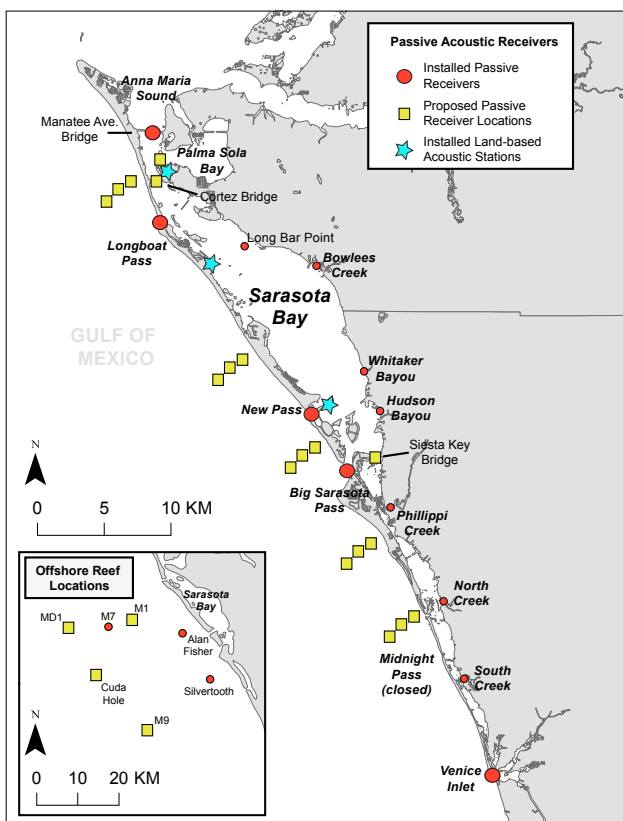 Passive Acoustic Receivers
Installed Passive
Receivers
Proposed Passive
Receiver Locations
Installed Land-based
Acoustic Stations
Anna Maria
Sound
Manatee Ave.
Bridge
Palma Sola
Bay
Cortez Bridge
Longboat
Pass
Long Bar Point
Bowlees
Creek
Sarasota
Bay
GULF OF
MEXICO
Whitaker
Bayou
New Pass
Hudson
Bayou
Siesta Key
Bridge
N
0 5 10 KM
Big Sarasota
Pass
Phillippi
Creek
North
Creek
Midnight
Pass
(closed)
South
Creek
Venice
Inlet
Offshore Reef
Locations
Sarasota
Bay
MD1
M7
M1
Alan
Fisher
Cuda
Hole
Silvertooth
M9
N
0 10 20 KM